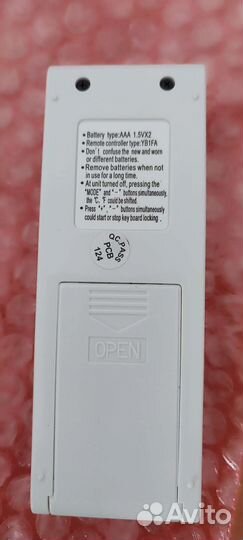 • Battery type:AAA 1.5VX2
• Remote controller type:YB1FA
• Don't confuse the new and worn
or different batteries.
• Remove batteries when not
in use for a long time.
• At unit turned off, pressing the
"MODE" and "−" buttons simultaneously
the °C, °F could be shifted.
• Press "+", "−" buttons simultaneously
could start or stop key board locking.
QC.PASS
PCB
124
OPEN
Avito